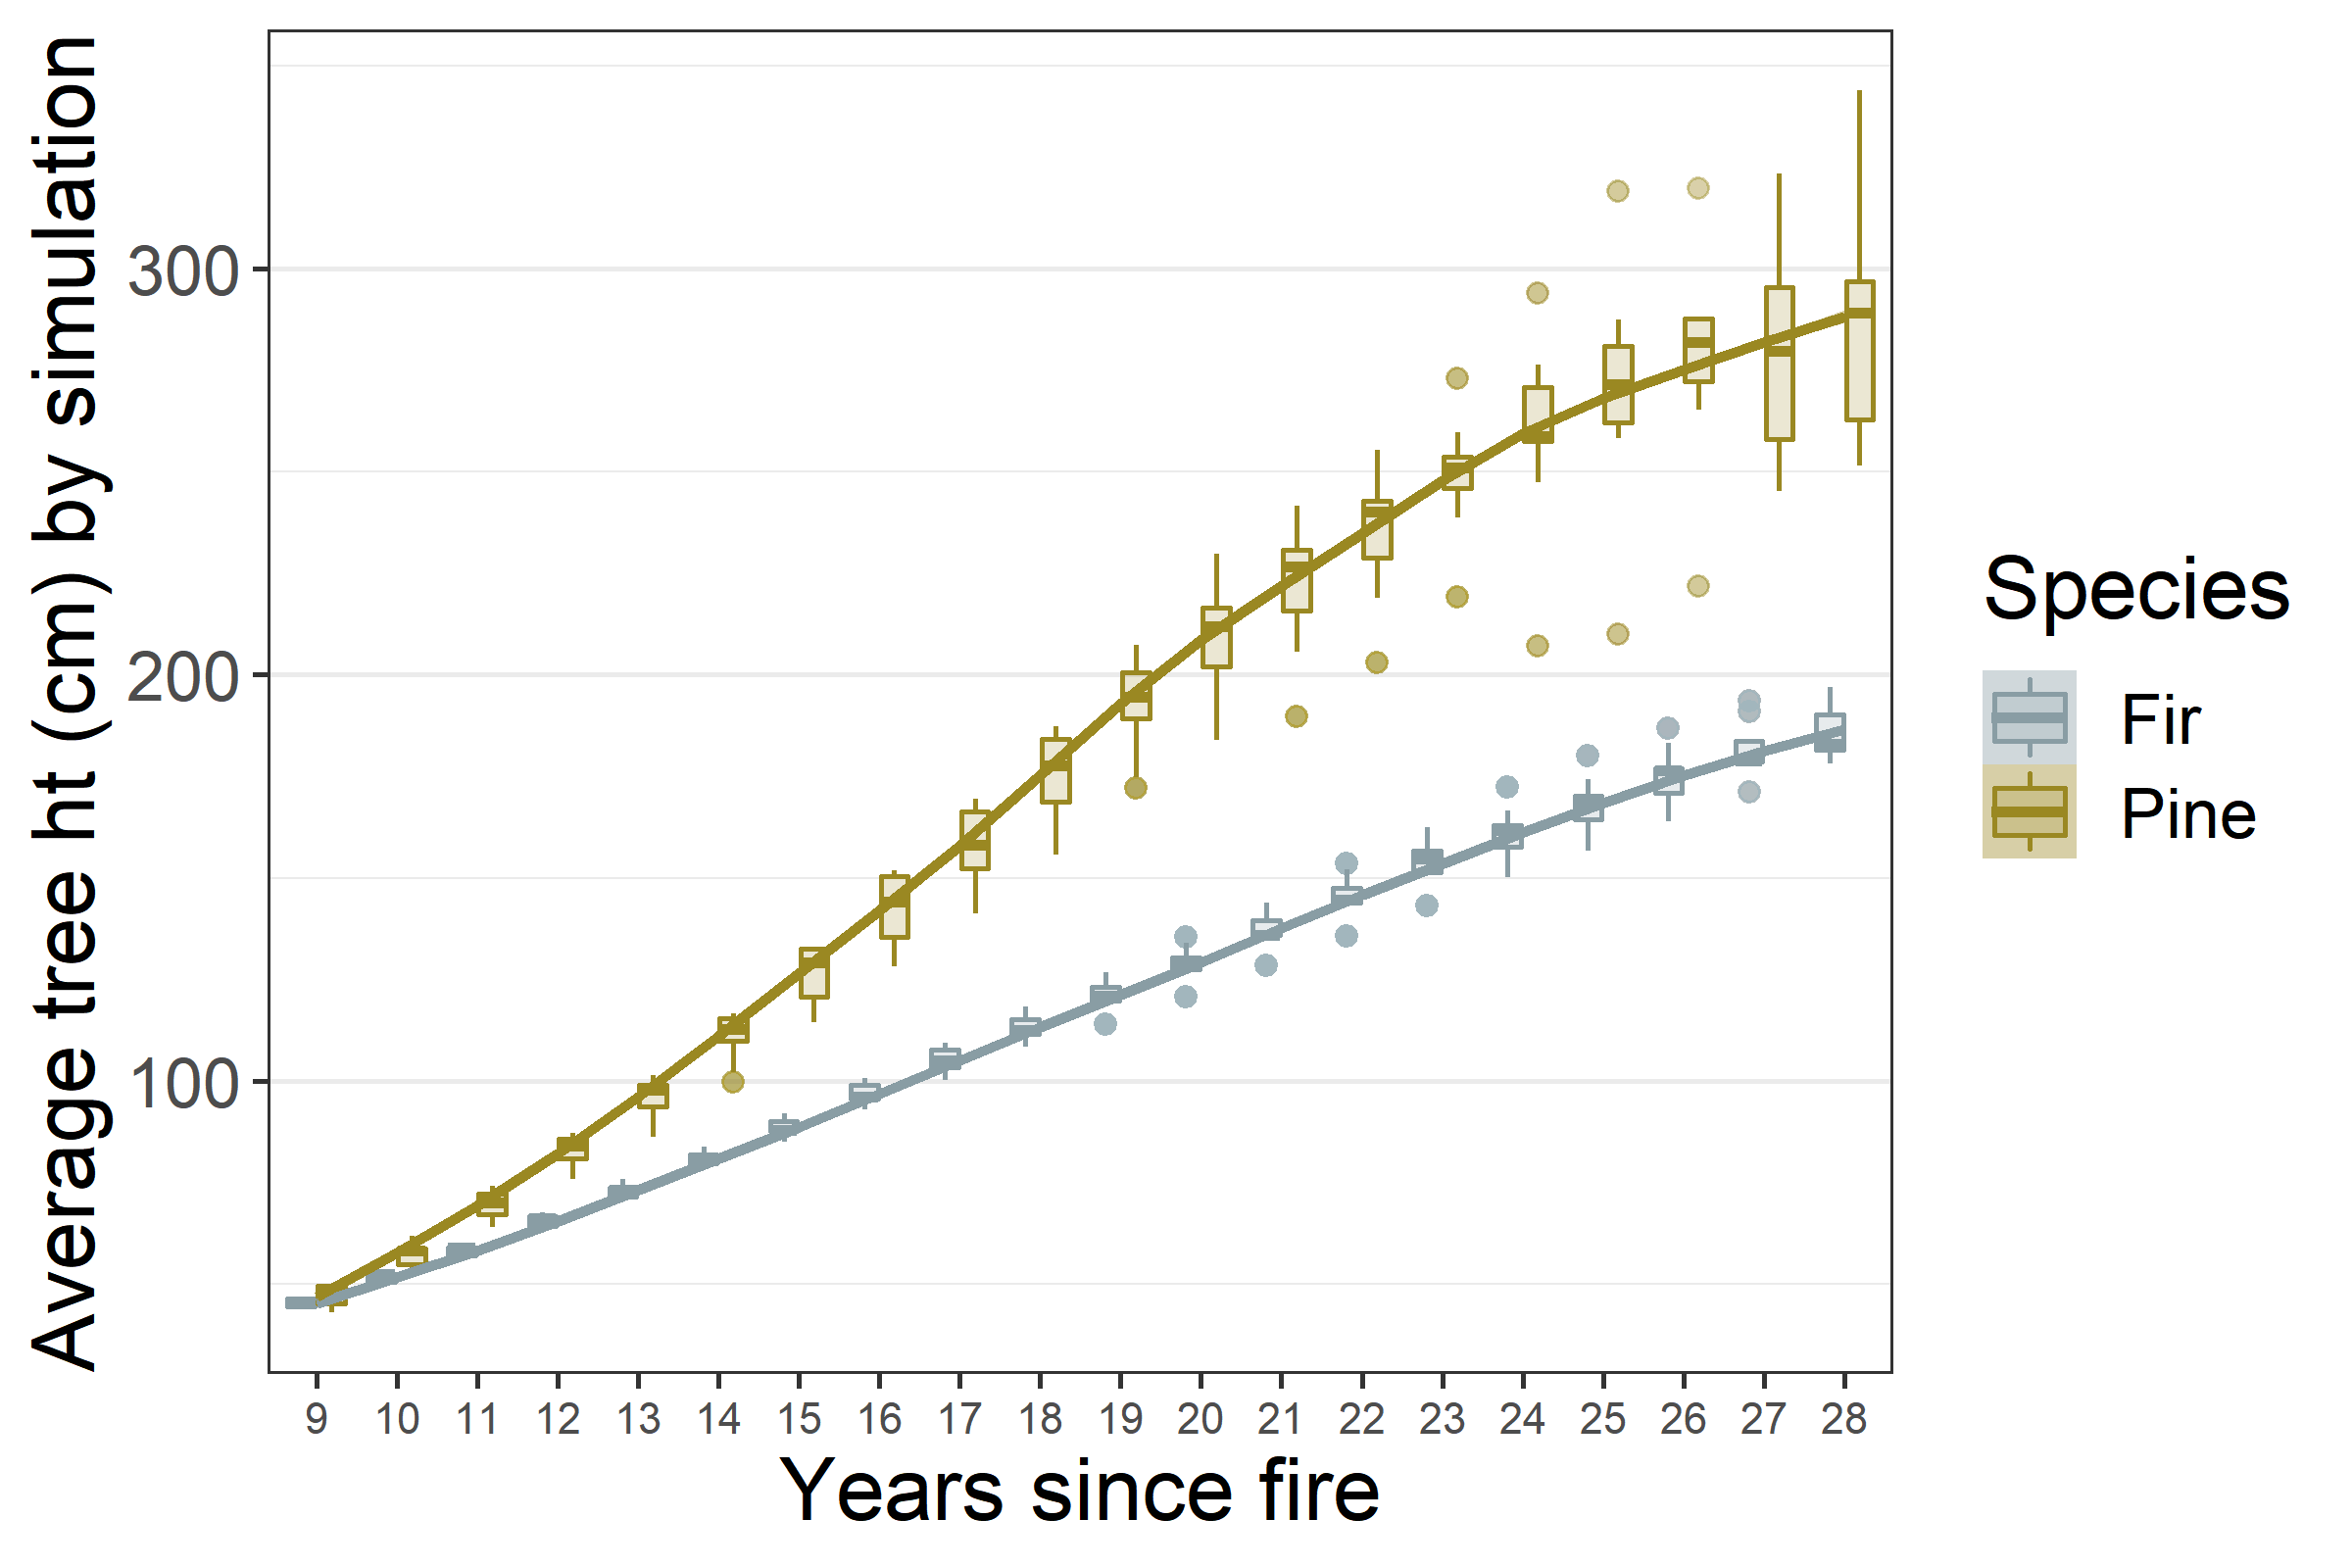 Average tree ht (cm) by simulation
300
200
100
9 10 11 12 13 14 15 16 17 18 19 20 21 22 23 24 25 26 27 28
Years since fire
Species
Fir
Pine